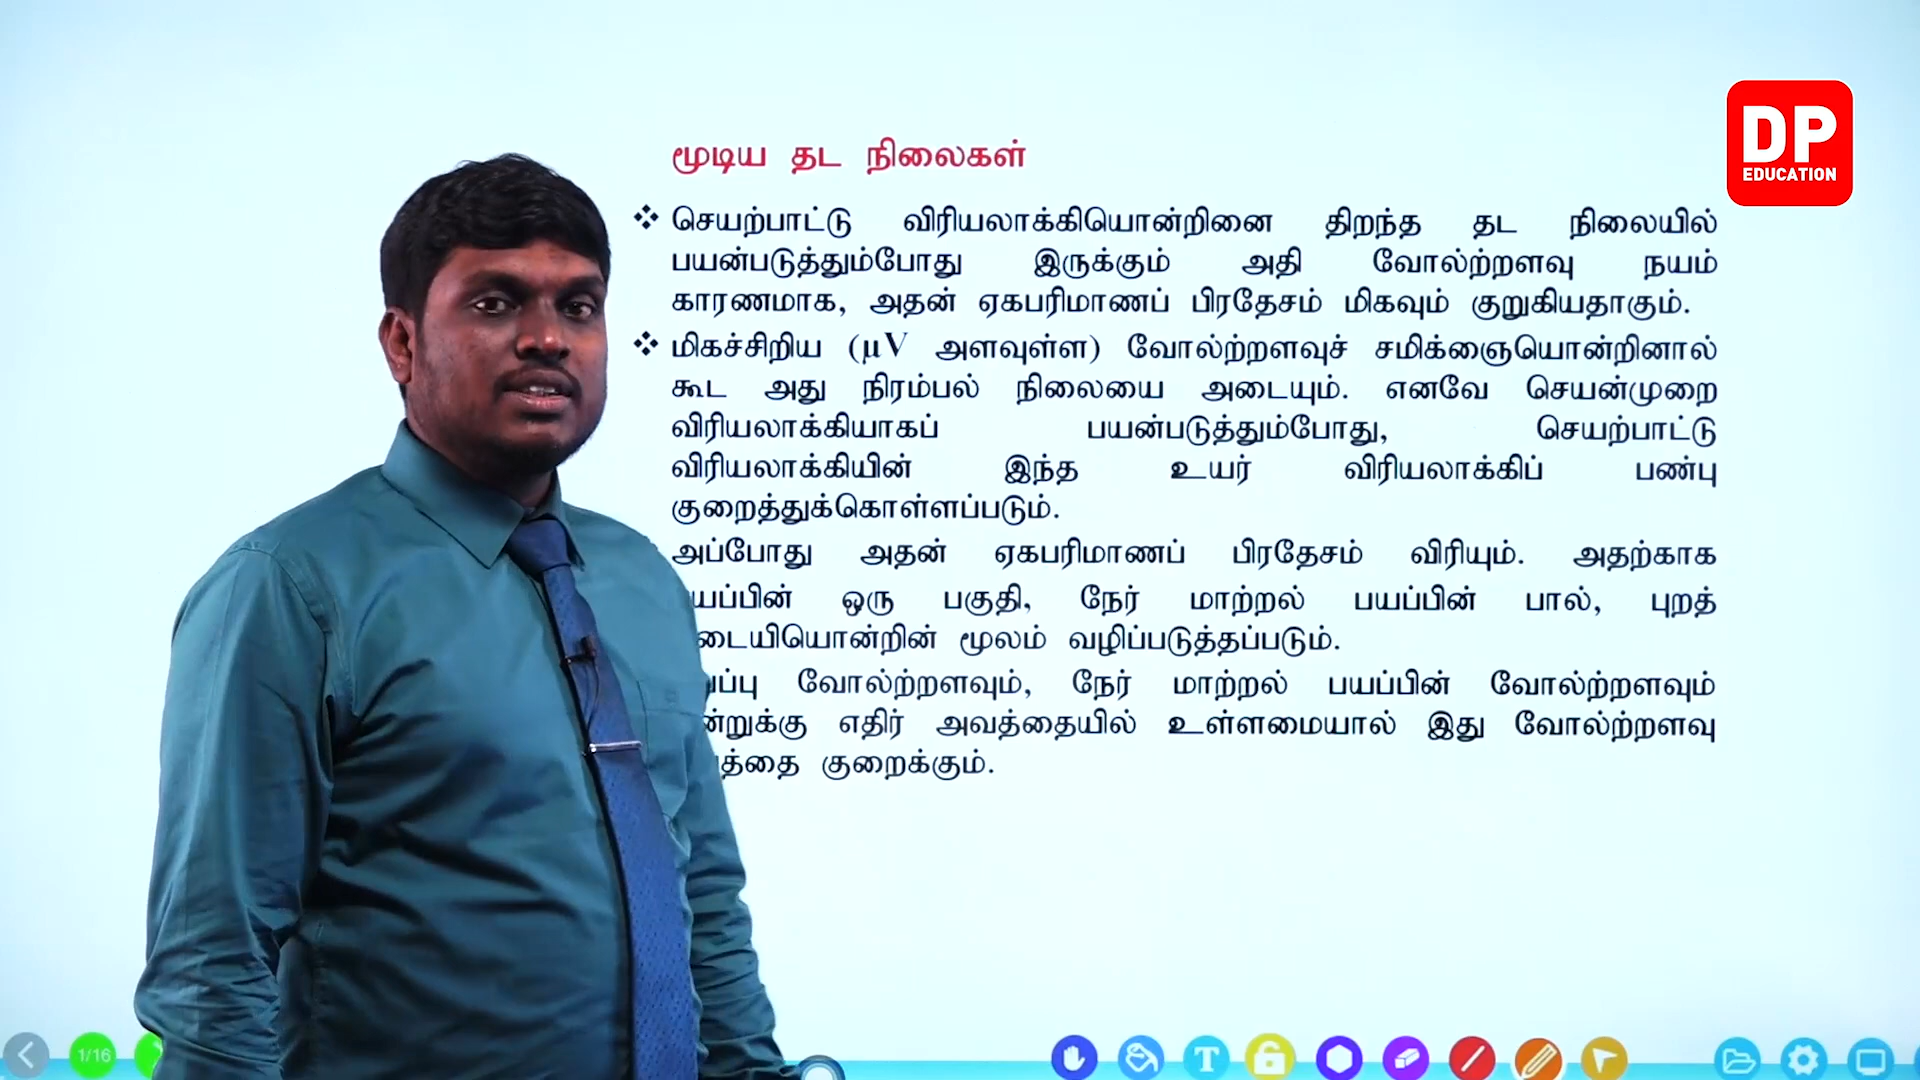 DP
EDUCATION
மூடிய தட நிலைகள்
❖ செயற்பாட்டு விரியலாக்கியொன்றினை திறந்த தட நிலையில்
பயன்படுத்தும்போது இருக்கும் அதி வோல்ற்றளவு நயம்
காரணமாக, அதன் ஏகபரிமாணப் பிரதேசம் மிகவும் குறுகியதாகும்.
❖ மிகச்சிறிய (μV அளவுள்ள) வோல்ற்றளவுச் சமிக்ஞையொன்றினால்
கூட அது நிரம்பல் நிலையை அடையும். எனவே செயன்முறை
விரியலாக்கியாகப் பயன்படுத்தும்போது, செயற்பாட்டு
விரியலாக்கியின் இந்த உயர் விரியலாக்கிப் பண்பு
குறைத்துக்கொள்ளப்படும்.
அப்போது அதன் ஏகபரிமாணப் பிரதேசம் விரியும். அதற்காக
ஒரு பகுதி, நேர் மாற்றல் பயப்பின் பால், புறத்
மூலம் வழிப்படுத்தப்படும்.
வோல்ற்றளவும், நேர் மாற்றல் பயப்பின் வோல்ற்றளவும்
எதிர் அவத்தையில் உள்ளமையால் இது வோல்ற்றளவு
குறைக்கும்.
1/16
T